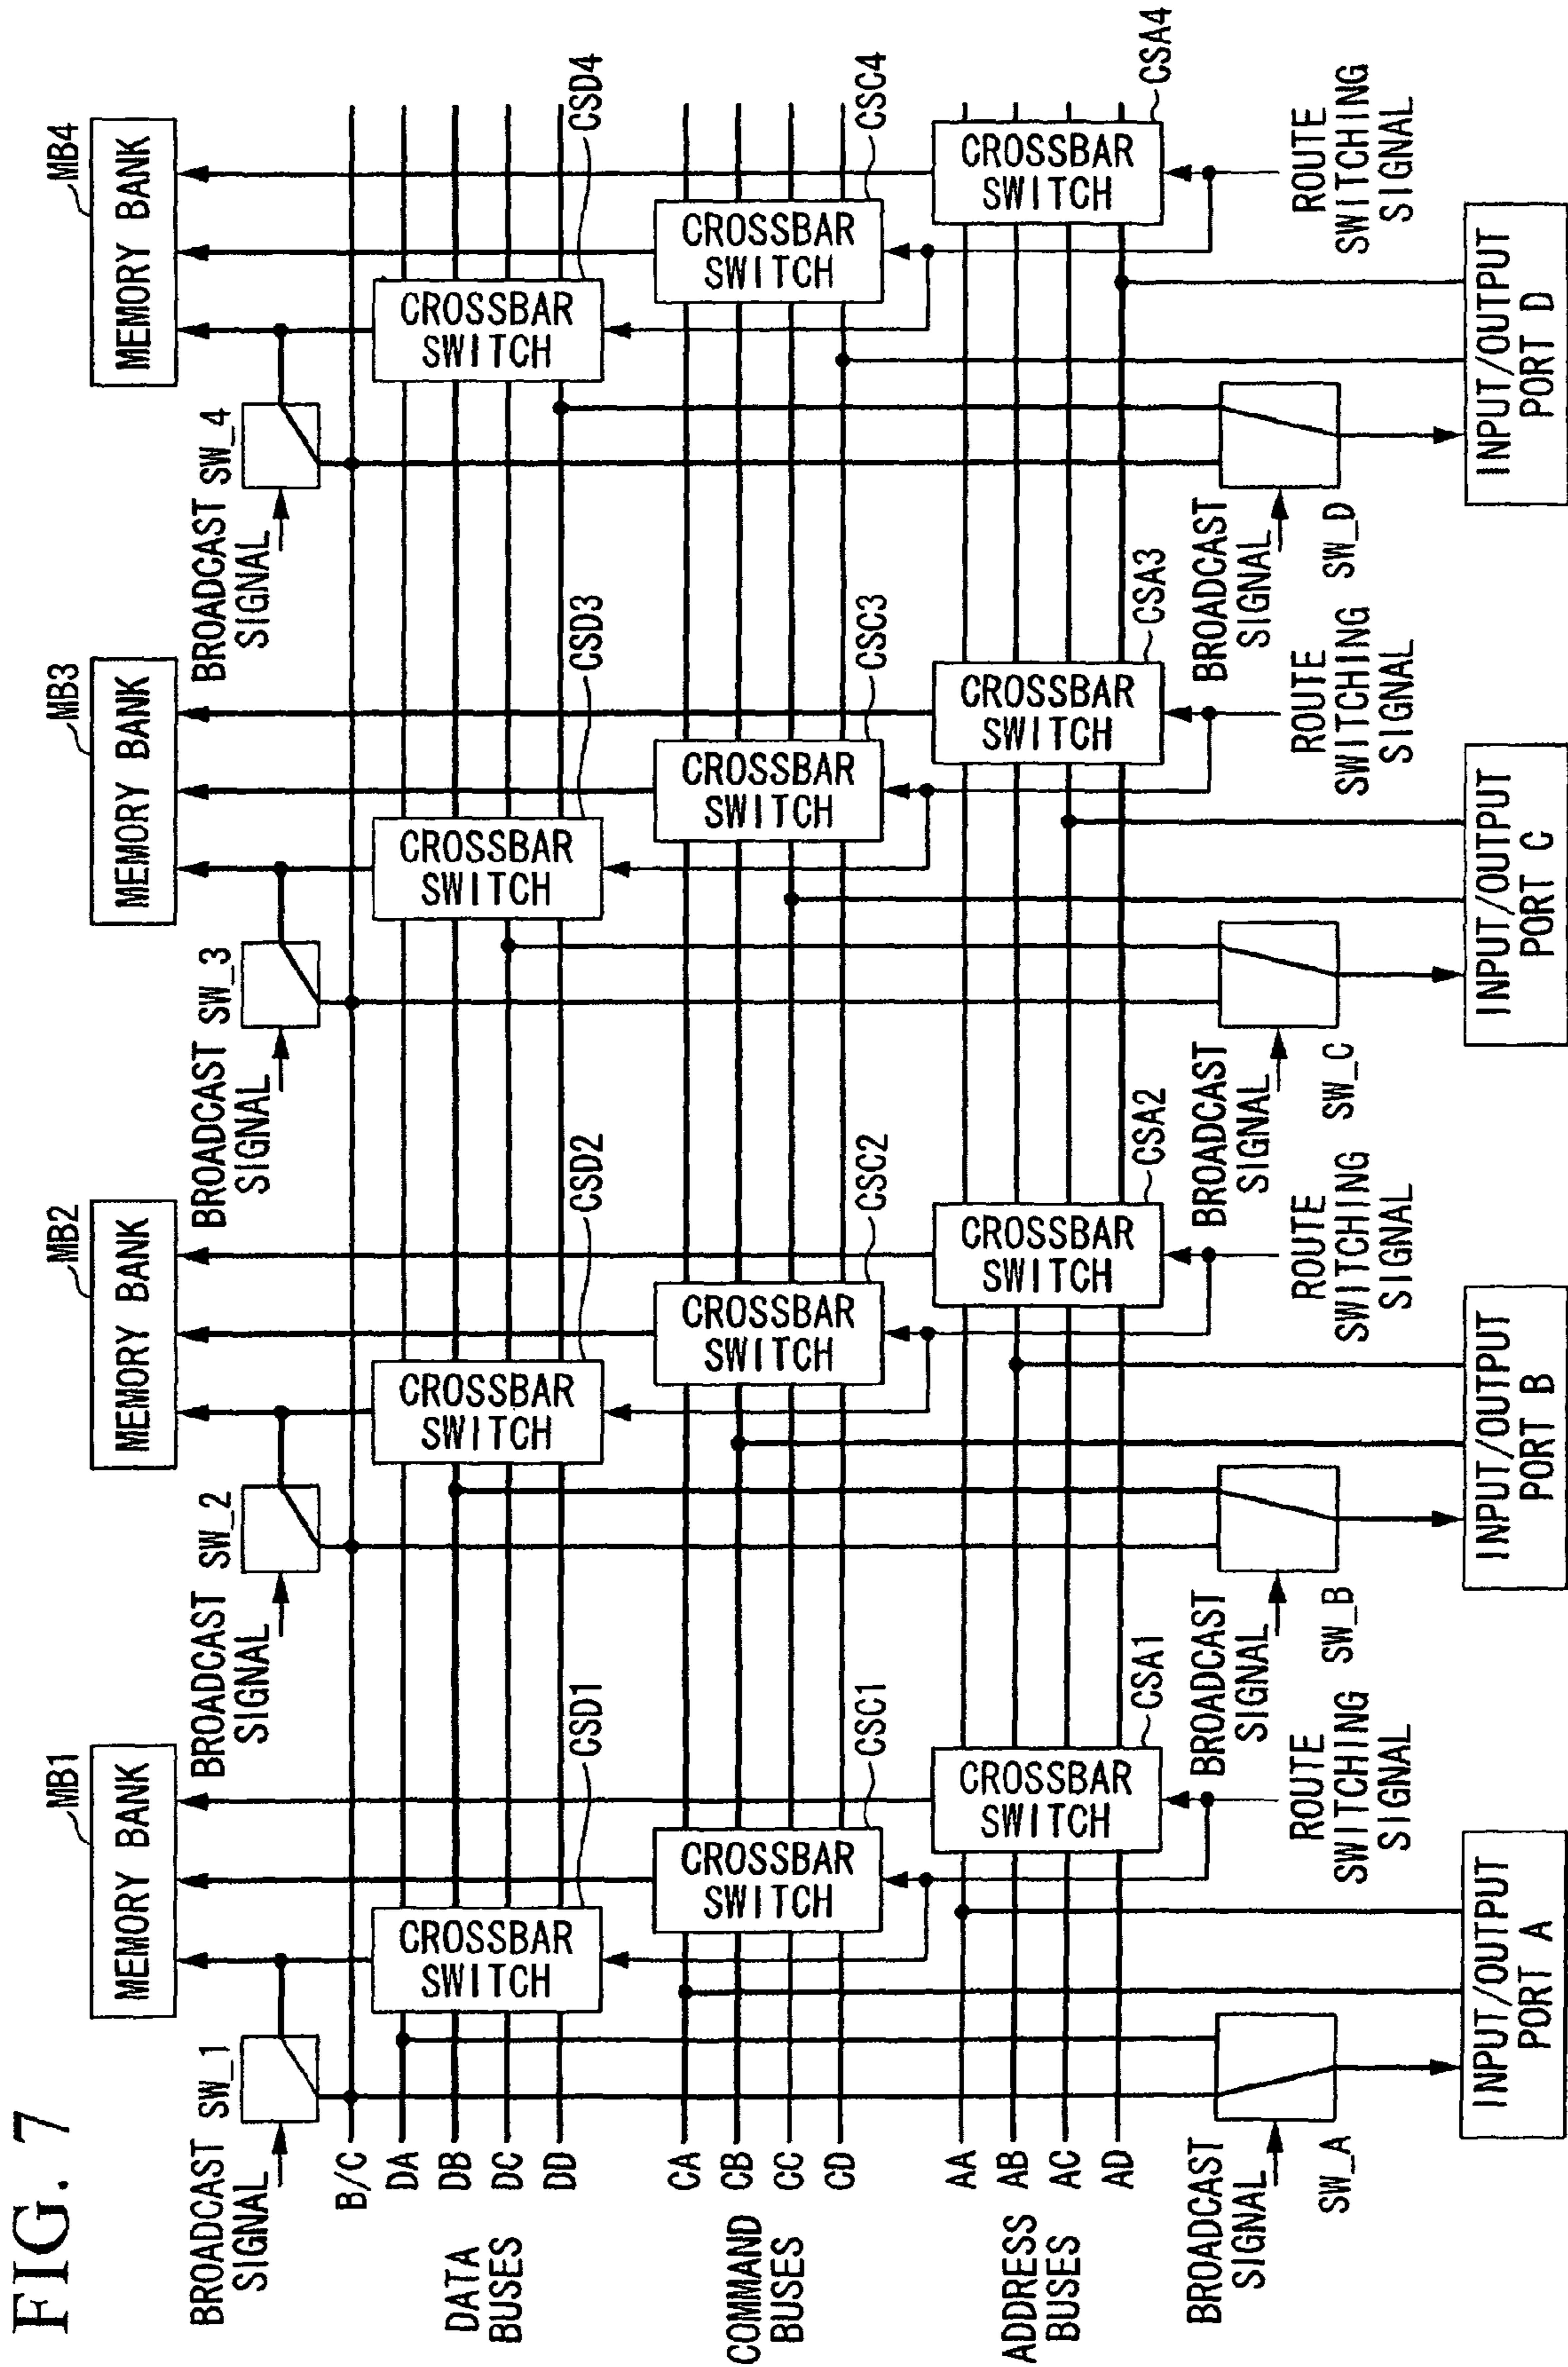 FIG. 7
MB1
MB2
MB3
MB4
MEMORY BANK
MEMORY BANK
MEMORY BANK
MEMORY BANK
BROADCAST
SIGNAL
SW_1
BROADCAST
SIGNAL
SW_2
BROADCAST
SIGNAL
SW_3
BROADCAST
SIGNAL
SW_4
B/C
DA
DB
DC
DD
DATA
BUSES
CROSSBAR
SWITCH
CSD1
CROSSBAR
SWITCH
CSD2
CROSSBAR
SWITCH
CSD3
CROSSBAR
SWITCH
CSD4
CA
CB
CC
CD
COMMAND
BUSES
CROSSBAR
SWITCH
CSC1
CROSSBAR
SWITCH
CSC2
CROSSBAR
SWITCH
CSC3
CROSSBAR
SWITCH
CSC4
AA
AB
AC
AD
ADDRESS
BUSES
CROSSBAR
SWITCH
CSA1
CROSSBAR
SWITCH
CSA2
CROSSBAR
SWITCH
CSA3
CROSSBAR
SWITCH
CSA4
BROADCAST
SIGNAL
SW_A
ROUTE
SWITCHING
SIGNAL
BROADCAST
SIGNAL
SW_B
ROUTE
SWITCHING
SIGNAL
BROADCAST
SIGNAL
SW_C
ROUTE
SWITCHING
SIGNAL
BROADCAST
SIGNAL
SW_D
ROUTE
SWITCHING
SIGNAL
INPUT/OUTPUT
PORT A
INPUT/OUTPUT
PORT B
INPUT/OUTPUT
PORT C
INPUT/OUTPUT
PORT D